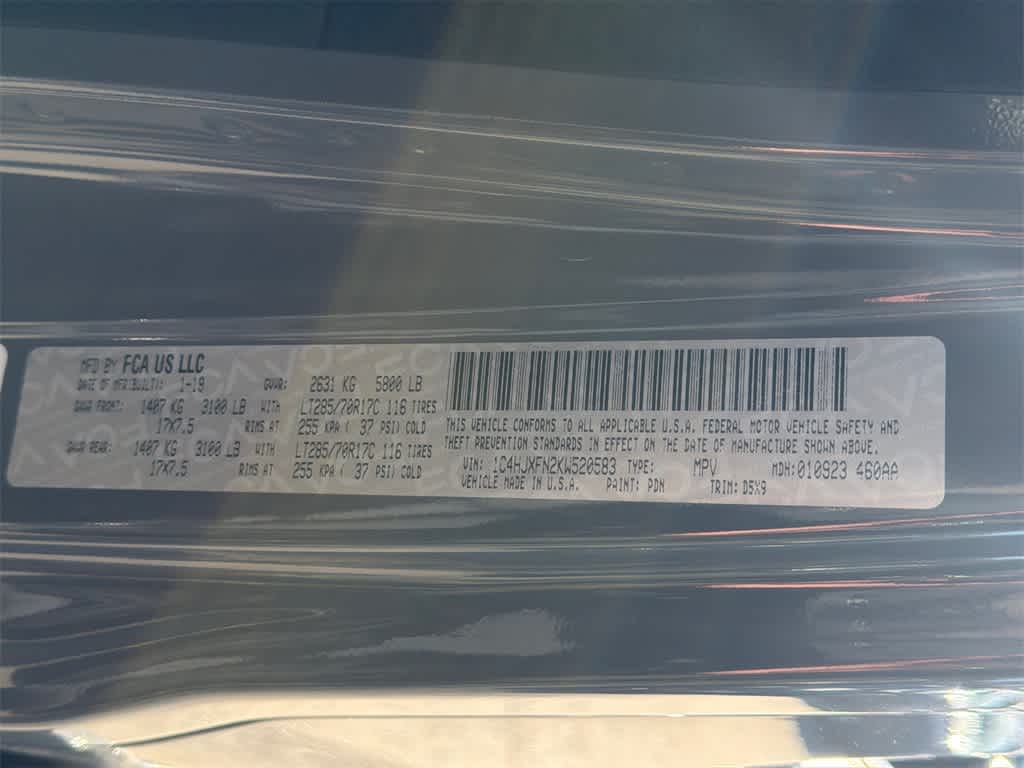 MFD BY FCA US LLC
DATE OF MFR(BUILT): 1-19 GVWR: 2631 KG 5800 LB
GAWR FRONT: 1407 KG 3100 LB WITH LT285/70R17C 116 TIRES
17X7.5 RIMS AT 255 KPA ( 37 PSI) COLD
GAWR REAR: 1407 KG 3100 LB WITH LT285/70R17C 116 TIRES
17X7.5 RIMS AT 255 KPA ( 37 PSI) COLD
THIS VEHICLE CONFORMS TO ALL APPLICABLE U.S.A. FEDERAL MOTOR VEHICLE SAFETY AND
THEFT PREVENTION STANDARDS IN EFFECT ON THE DATE OF MANUFACTURE SHOWN ABOVE.
VIN: 1C4HJXFN2KW520583 TYPE: MPV MDH: 010923 460AA
VEHICLE MADE IN U.S.A. PAINT: PDN TRIM: D5X9